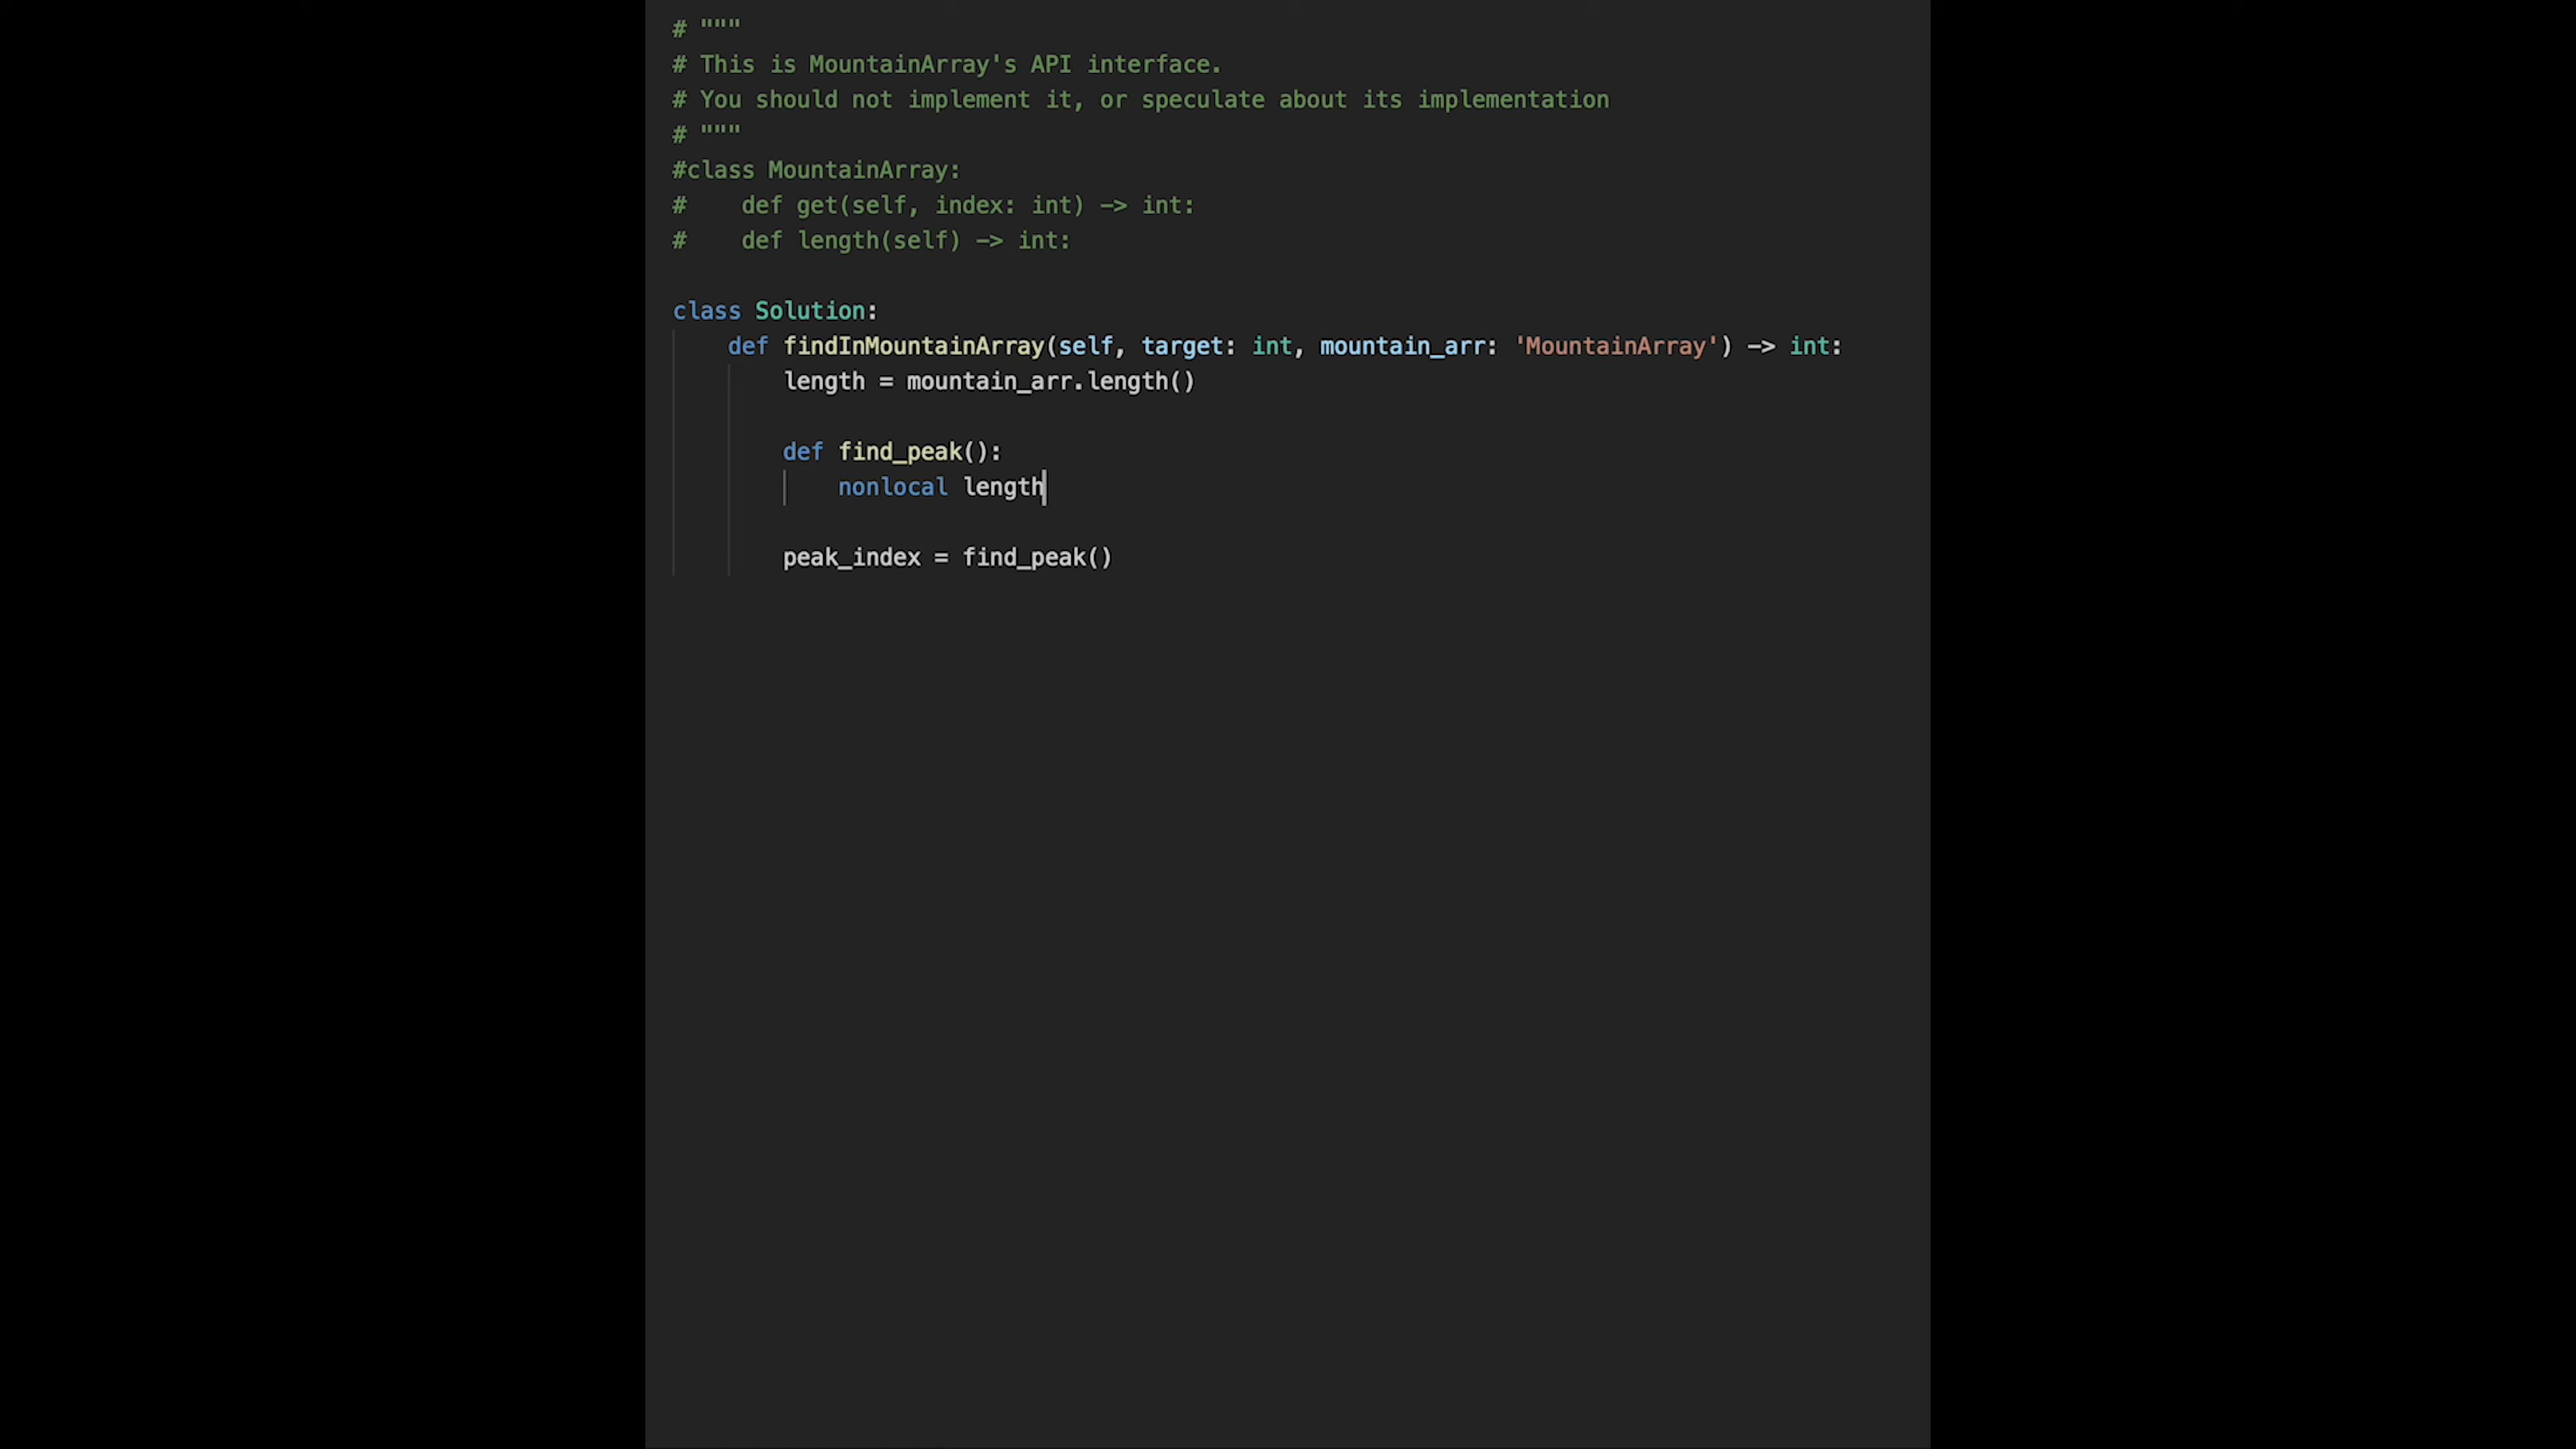 # """
# This is MountainArray's API interface.
# You should not implement it, or speculate about its implementation
# """
#class MountainArray:
#    def get(self, index: int) -> int:
#    def length(self) -> int:

class Solution:
    def findInMountainArray(self, target: int, mountain_arr: 'MountainArray') -> int:
        length = mountain_arr.length()

        def find_peak():
            nonlocal length

        peak_index = find_peak()